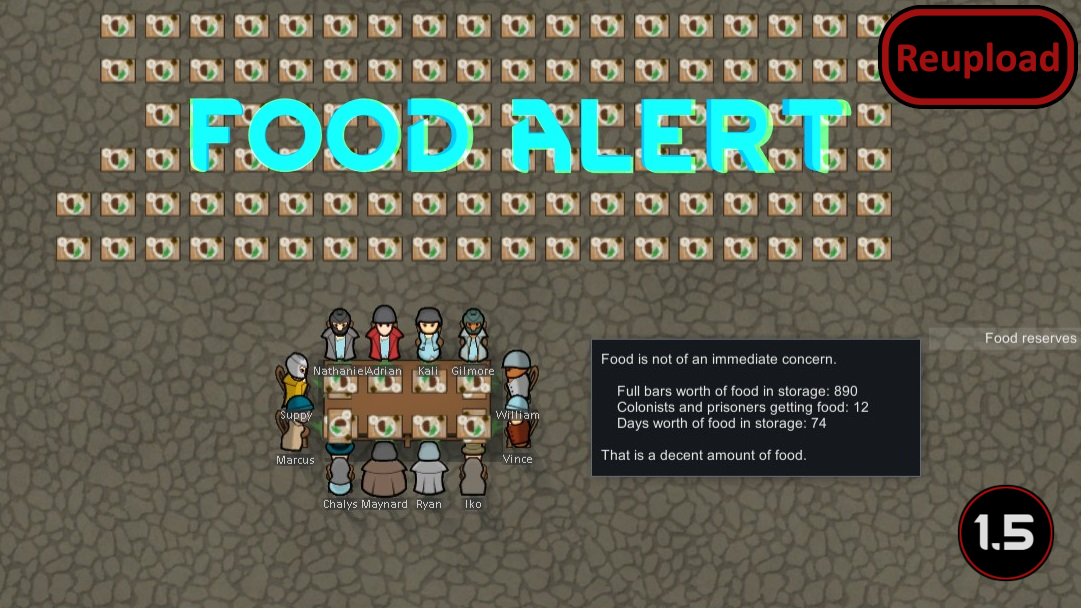 Reupload
FOOD ALERT
Food reserves
Food is not of an immediate concern.
Full bars worth of food in storage: 890
Colonists and prisoners getting food: 12
Days worth of food in storage: 74
That is a decent amount of food.
Nathaniel Adrian Kali Gilmore
Suppy William
Marcus Vince
Chalys Maynard Ryan Iko
1.5